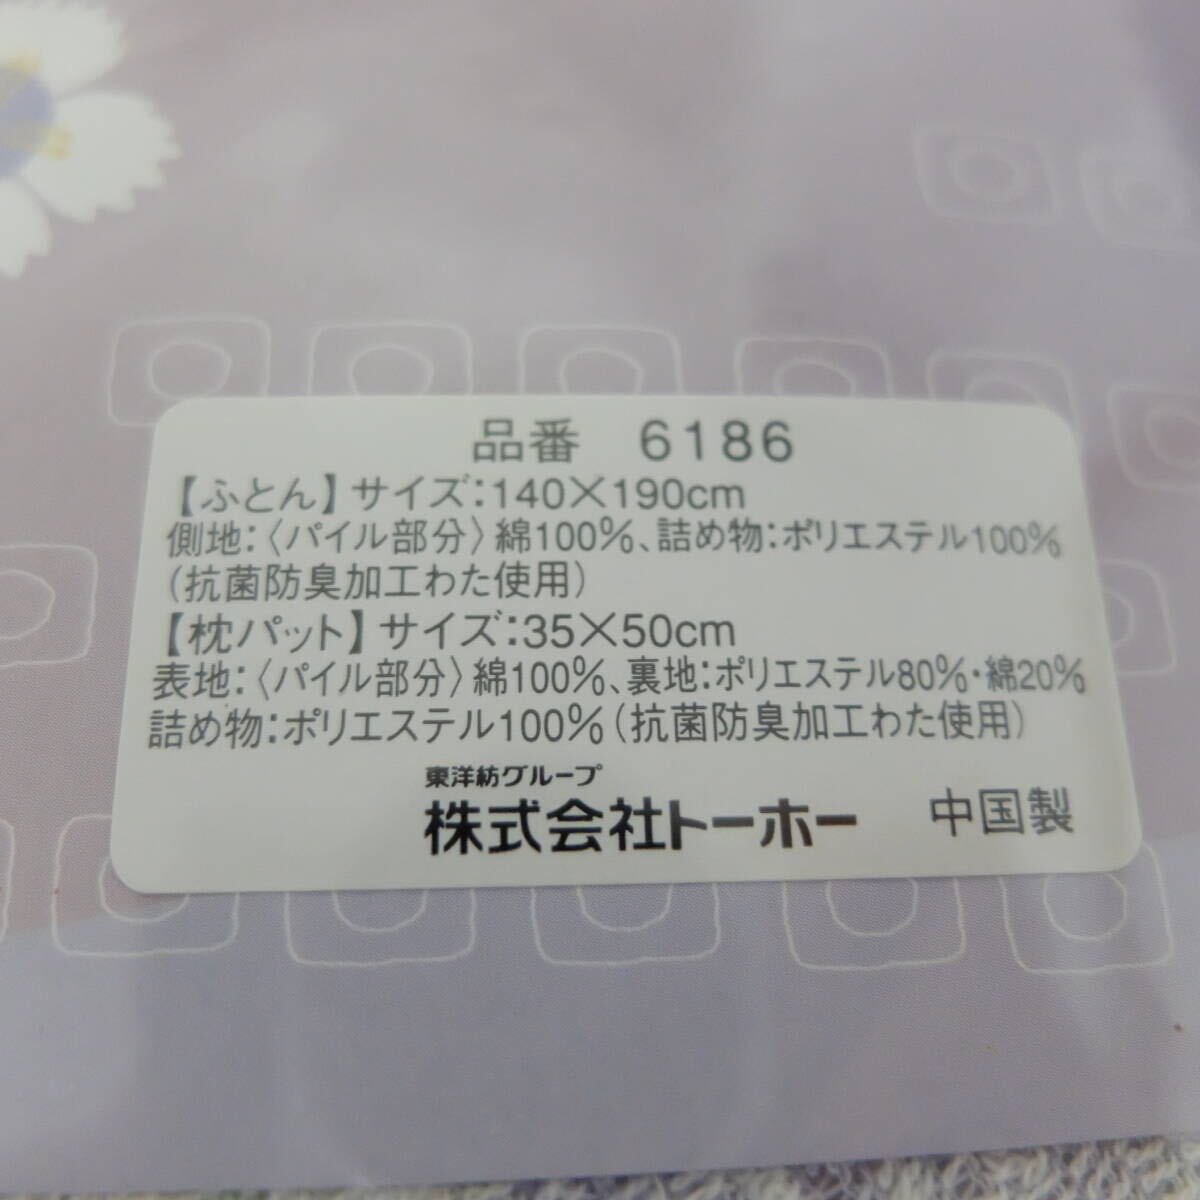 品番 6186
【ふとん】サイズ:140×190cm
側地:〈パイル部分〉綿100%、詰め物:ポリエステル100%
(抗菌防臭加工わた使用)
【枕パット】サイズ:35×50cm
表地:〈パイル部分〉綿100%、裏地:ポリエステル80%・綿20%
詰め物:ポリエステル100%(抗菌防臭加工わた使用)
東洋紡グループ
株式会社トーホー 中国製